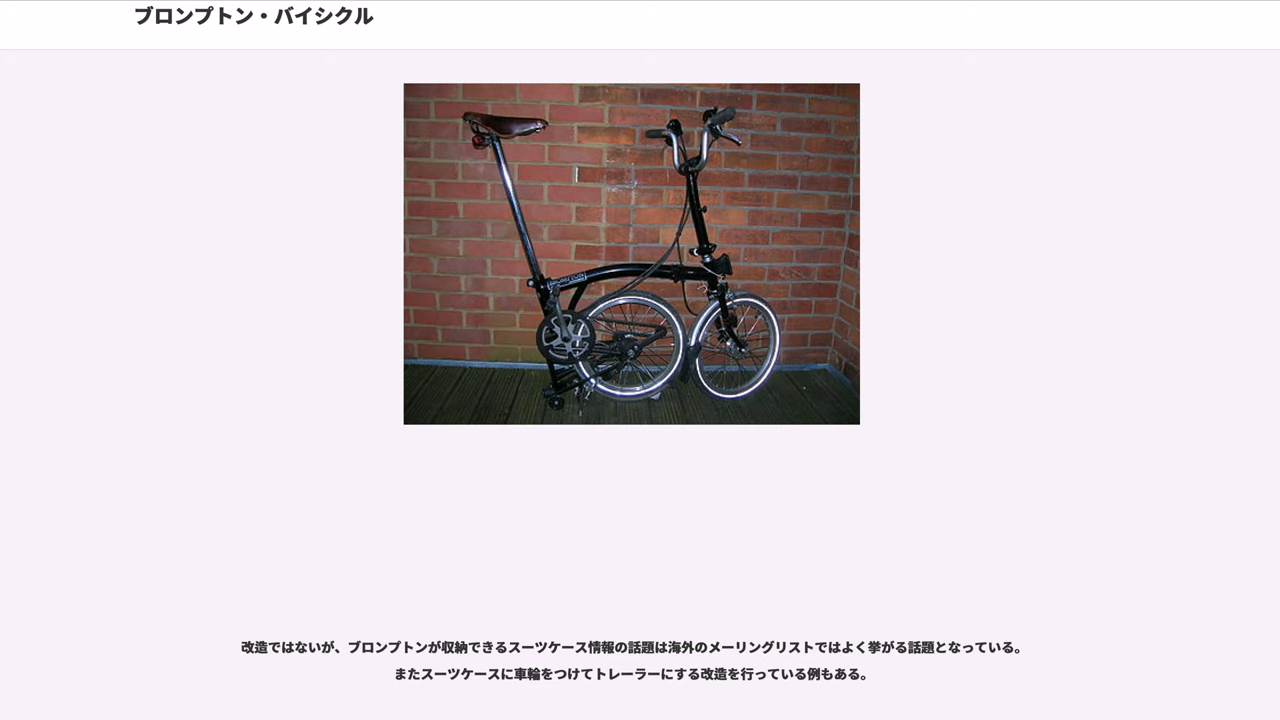 ブロンプトン・バイシクル
改造ではないが、ブロンプトンが収納できるスーツケース情報の話題は海外のメーリングリストではよく挙がる話題となっている。
またスーツケースに車輪をつけてトレーラーにする改造を行っている例もある。